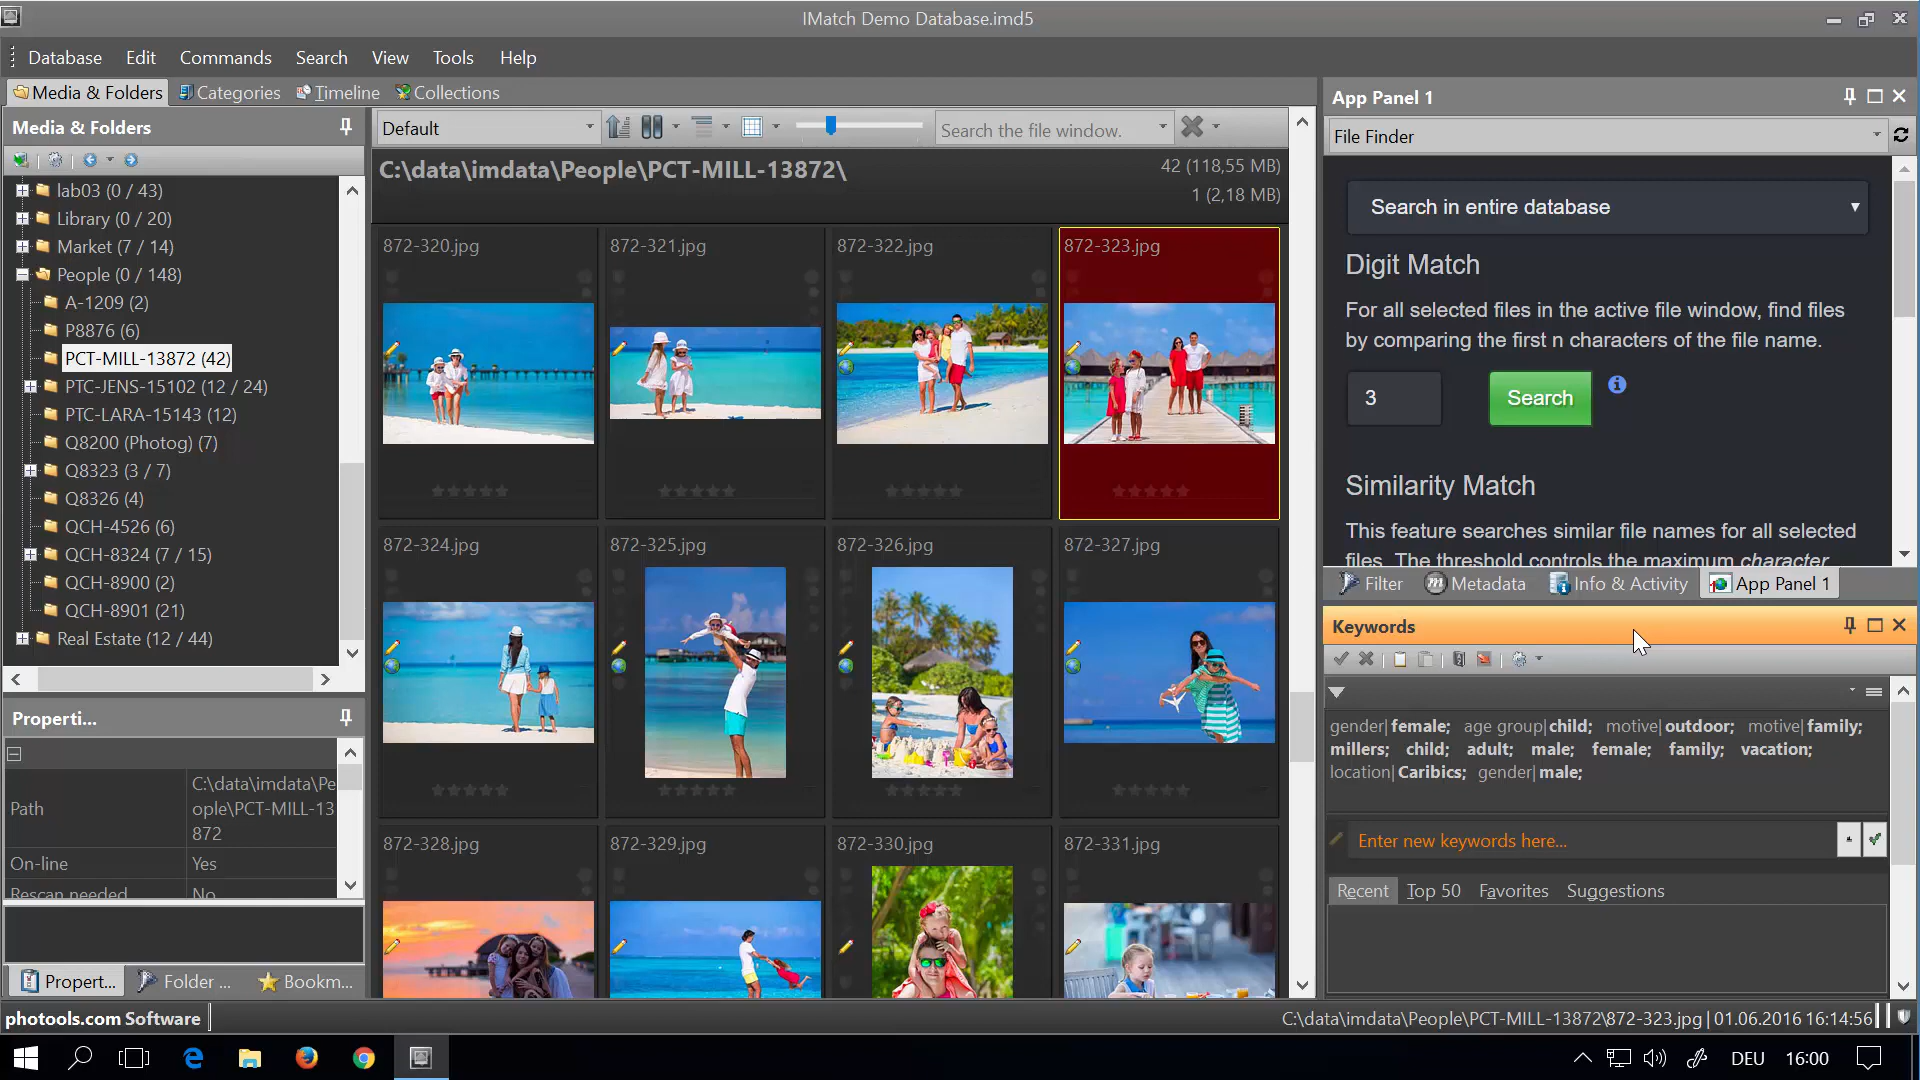 IMatch Demo Database.imd5
Database Edit Commands Search View Tools Help
Media & Folders Categories Timeline Collections
Media & Folders
lab03 (0 / 43)
Library (0 / 20)
Market (7 / 14)
People (0 / 148)
A-1209 (2)
P8876 (6)
PCT-MILL-13872 (42)
PTC-JENS-15102 (12 / 24)
PTC-LARA-15143 (12)
Q8200 (Photog) (7)
Q8323 (3 / 7)
Q8326 (4)
QCH-4526 (6)
QCH-8324 (7 / 15)
QCH-8900 (2)
QCH-8901 (21)
Real Estate (12 / 44)
Properti...
Path
C:\data\imdata\Pe
ople\PCT-MILL-13
872
On-line Yes
Rescan needed No
Propert... Folder ... Bookm...
Default
Search the file window.
C:\data\imdata\People\PCT-MILL-13872\
42 (118,55 MB)
1 (2,18 MB)
872-320.jpg 872-321.jpg 872-322.jpg 872-323.jpg
872-324.jpg 872-325.jpg 872-326.jpg 872-327.jpg
872-328.jpg 872-329.jpg 872-330.jpg 872-331.jpg
App Panel 1
File Finder
Search in entire database
Digit Match
For all selected files in the active file window, find files
by comparing the first n characters of the file name.
3 Search
Similarity Match
This feature searches similar file names for all selected
files. The threshold controls the maximum character
Filter Metadata Info & Activity App Panel 1
Keywords
gender|female; age group|child; motive|outdoor; motive|family;
millers; child; adult; male; female; family; vacation;
location|Caribics; gender|male;
Enter new keywords here...
Recent Top 50 Favorites Suggestions
photools.com Software
C:\data\imdata\People\PCT-MILL-13872\872-323.jpg | 01.06.2016 16:14:56
DEU 16:00